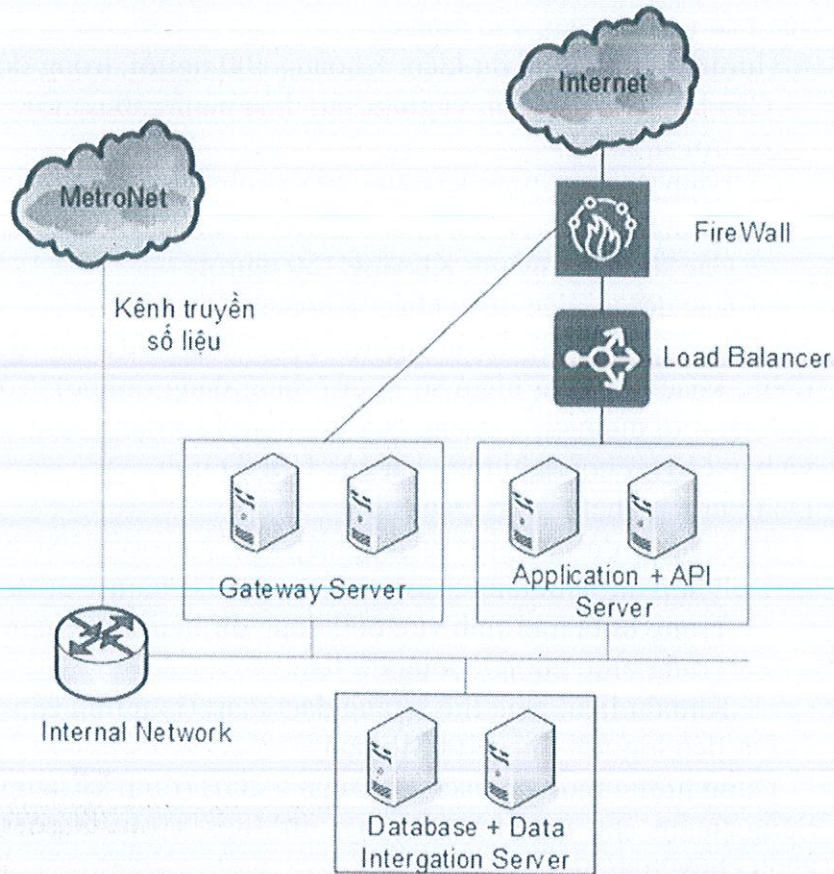 Internet
MetroNet
FireWall
Kênh truyền
số liệu
Load Balancer
Gateway Server
Application + API
Server
Internal Network
Database + Data
Intergation Server